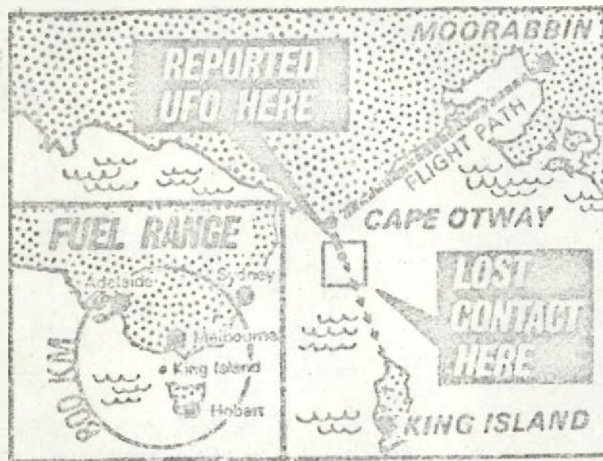 MOORABBIN
REPORTED
UFO HERE
FLIGHT PATH
CAPE OTWAY
FUEL RANGE
Adelaide
Sydney
Melbourne
King Island
Hobart
800 KM
LOST
CONTACT
HERE
KING ISLAND